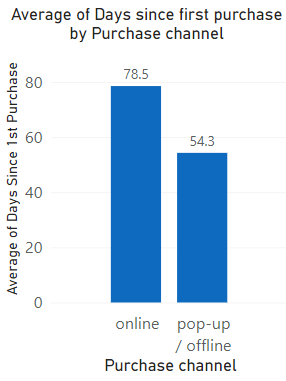 Average of Days since first purchase
by Purchase channel
Average of Days Since 1st Purchase
80
60
40
20
0
78.5
54.3
online
pop-up
/ offline
Purchase channel